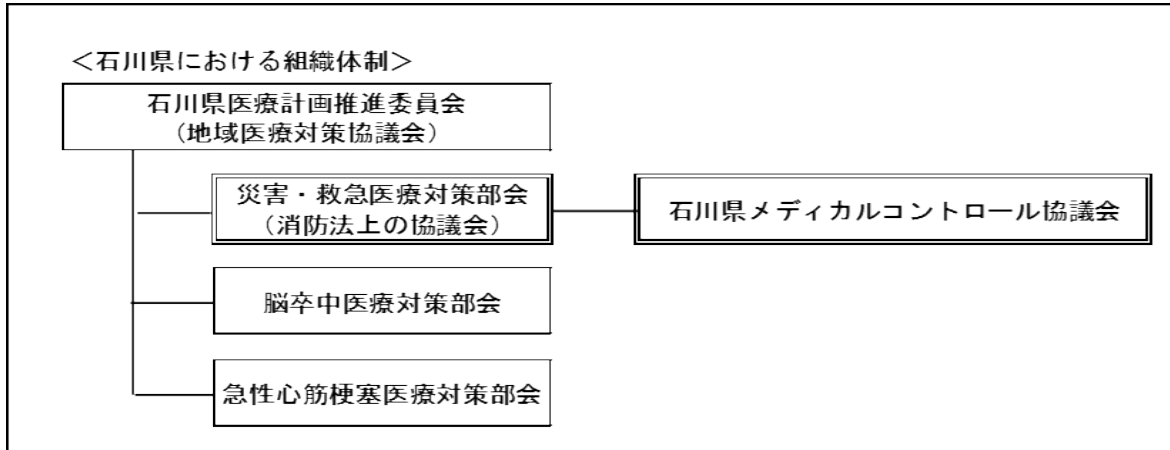 ＜石川県における組織体制＞
石川県医療計画推進委員会
（地域医療対策協議会）
災害・救急医療対策部会
（消防法上の協議会）
石川県メディカルコントロール協議会
脳卒中医療対策部会
急性心筋梗塞医療対策部会